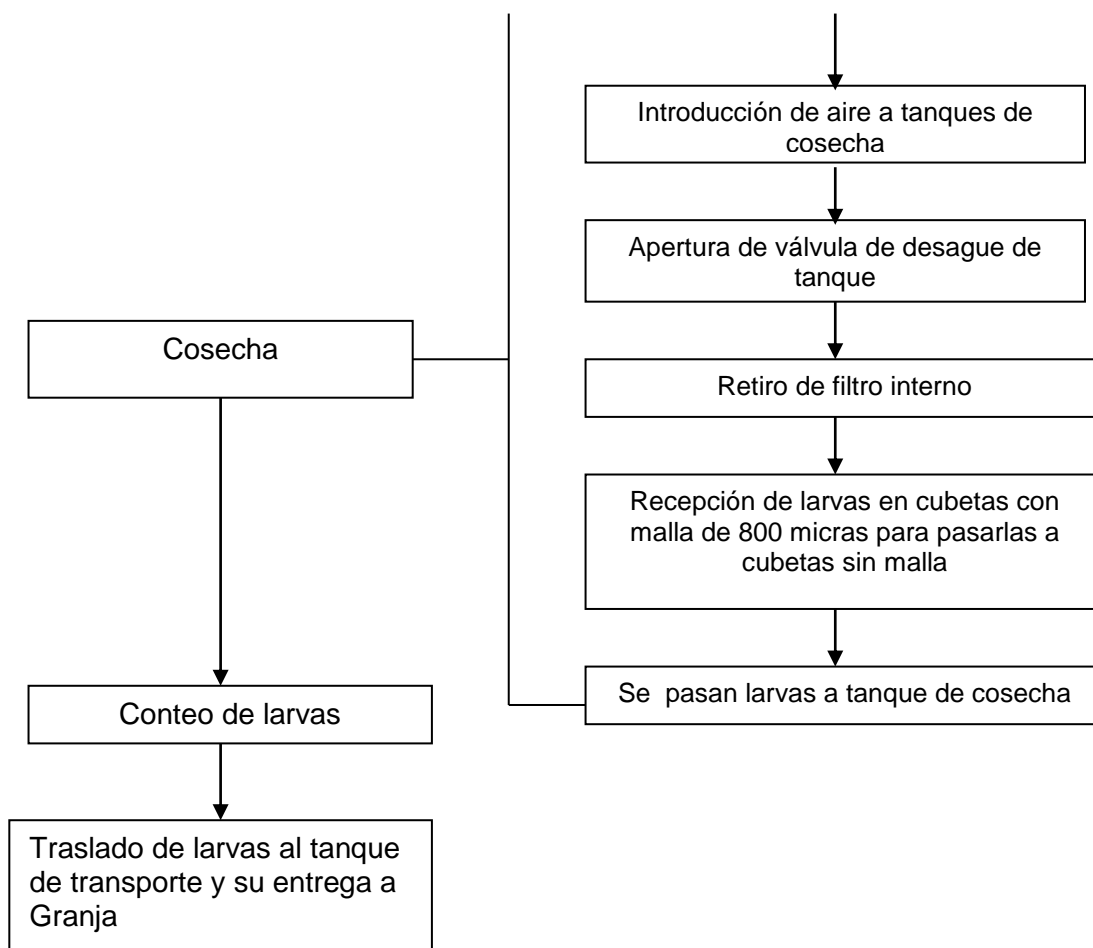 Introducción de aire a tanques de
cosecha
Apertura de válvula de desague de
tanque
Cosecha
Retiro de filtro interno
Recepción de larvas en cubetas con
malla de 800 micras para pasarlas a
cubetas sin malla
Se pasan larvas a tanque de cosecha
Conteo de larvas
Traslado de larvas al tanque
de transporte y su entrega a
Granja